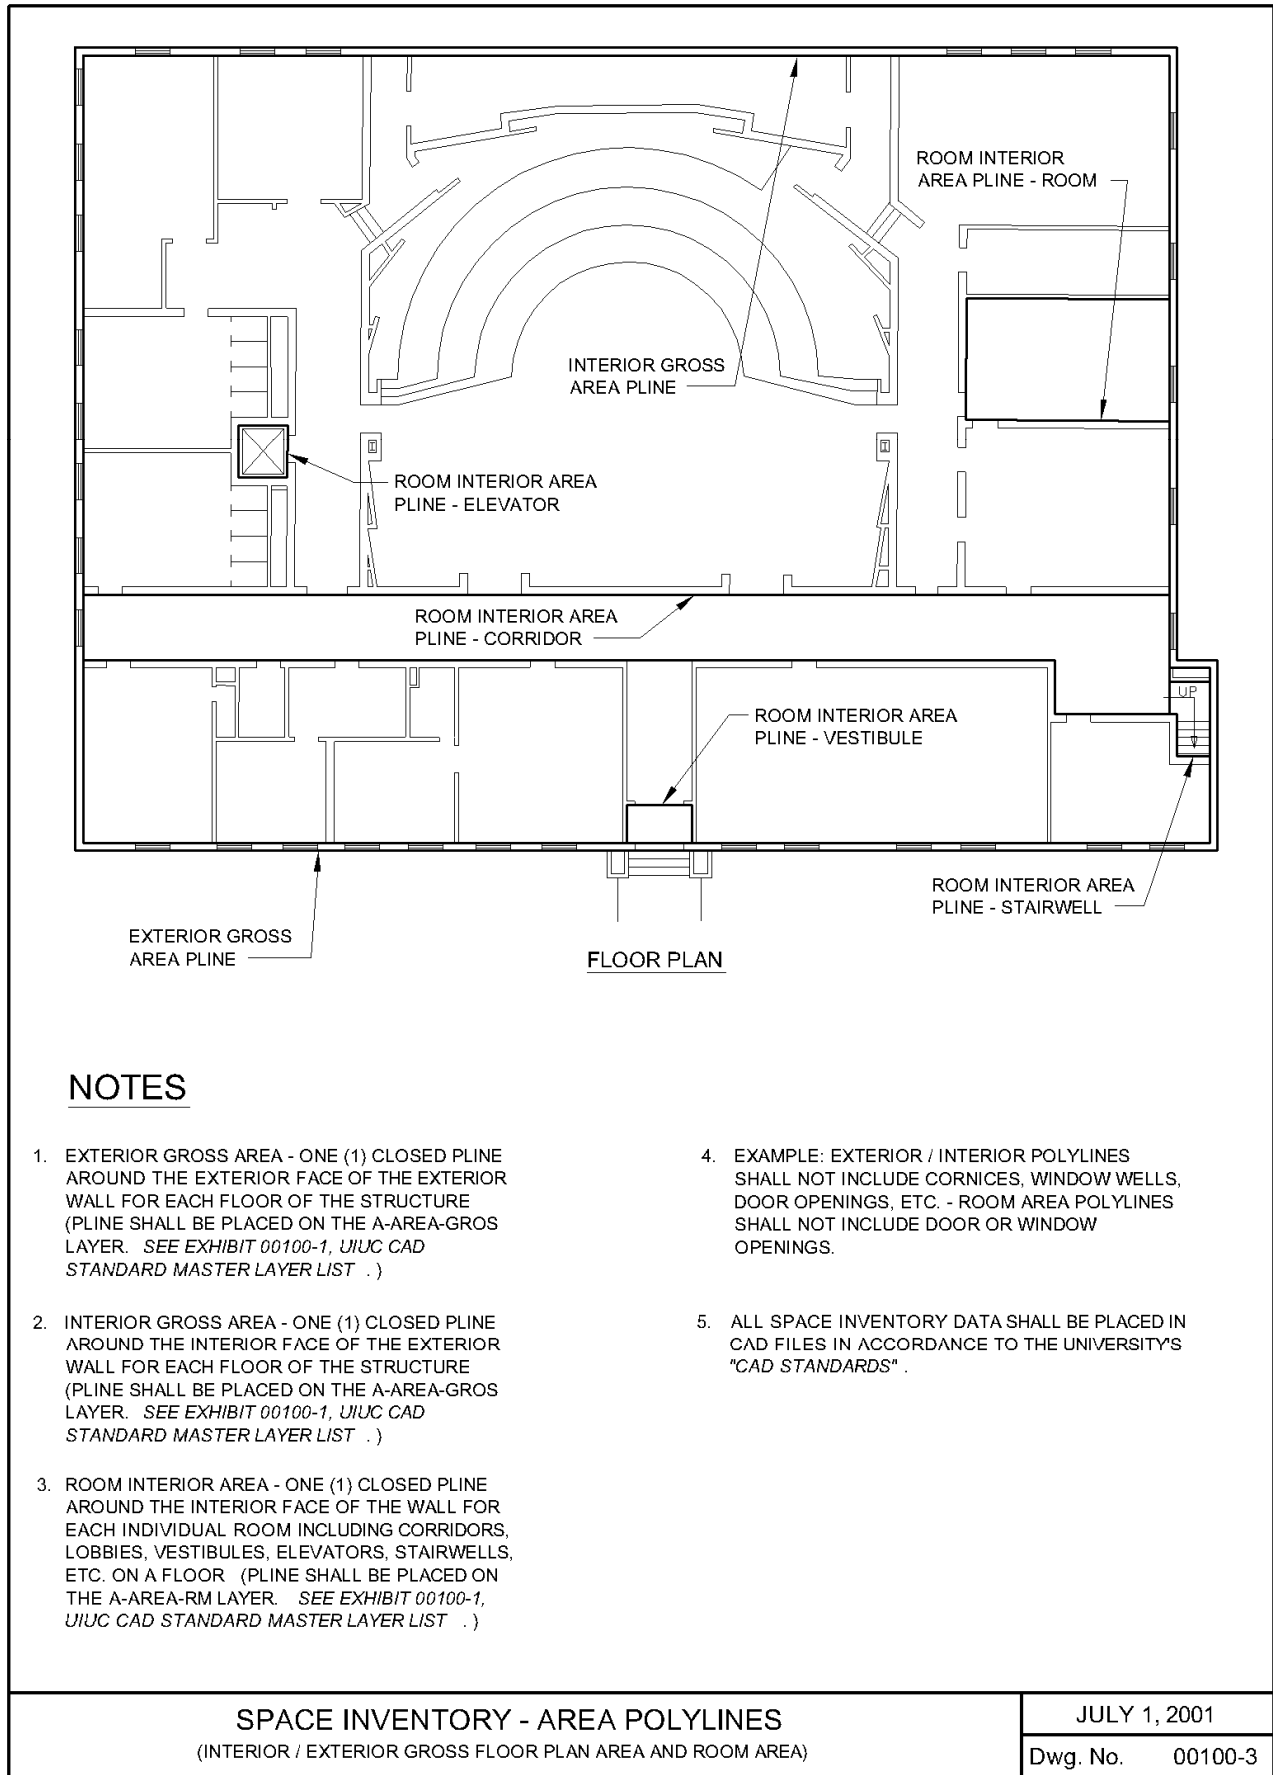 ROOM INTERIOR
AREA PLINE - ROOM
INTERIOR GROSS
AREA PLINE
ROOM INTERIOR AREA
PLINE - ELEVATOR
ROOM INTERIOR AREA
PLINE - CORRIDOR
UP
ROOM INTERIOR AREA
PLINE - VESTIBULE
ROOM INTERIOR AREA
PLINE - STAIRWELL
EXTERIOR GROSS
AREA PLINE
FLOOR PLAN
NOTES
1. EXTERIOR GROSS AREA - ONE (1) CLOSED PLINE
AROUND THE EXTERIOR FACE OF THE EXTERIOR
WALL FOR EACH FLOOR OF THE STRUCTURE
(PLINE SHALL BE PLACED ON THE A-AREA-GROS
LAYER. SEE EXHIBIT 00100-1, UIUC CAD
STANDARD MASTER LAYER LIST . )
2. INTERIOR GROSS AREA - ONE (1) CLOSED PLINE
AROUND THE INTERIOR FACE OF THE EXTERIOR
WALL FOR EACH FLOOR OF THE STRUCTURE
(PLINE SHALL BE PLACED ON THE A-AREA-GROS
LAYER. SEE EXHIBIT 00100-1, UIUC CAD
STANDARD MASTER LAYER LIST . )
3. ROOM INTERIOR AREA - ONE (1) CLOSED PLINE
AROUND THE INTERIOR FACE OF THE WALL FOR
EACH INDIVIDUAL ROOM INCLUDING CORRIDORS,
LOBBIES, VESTIBULES, ELEVATORS, STAIRWELLS,
ETC. ON A FLOOR (PLINE SHALL BE PLACED ON
THE A-AREA-RM LAYER. SEE EXHIBIT 00100-1,
UIUC CAD STANDARD MASTER LAYER LIST . )
4. EXAMPLE: EXTERIOR / INTERIOR POLYLINES
SHALL NOT INCLUDE CORNICES, WINDOW WELLS,
DOOR OPENINGS, ETC. - ROOM AREA POLYLINES
SHALL NOT INCLUDE DOOR OR WINDOW
OPENINGS.
5. ALL SPACE INVENTORY DATA SHALL BE PLACED IN
CAD FILES IN ACCORDANCE TO THE UNIVERSITY'S
"CAD STANDARDS" .
SPACE INVENTORY - AREA POLYLINES
(INTERIOR / EXTERIOR GROSS FLOOR PLAN AREA AND ROOM AREA)
JULY 1, 2001
Dwg. No. 00100-3